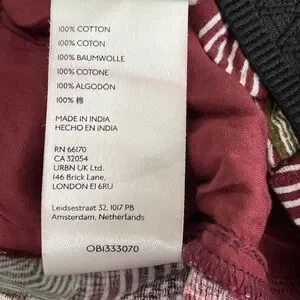 100% COTTON
100% COTON
100% BAUMWOLLE
100% COTONE
100% ALGODÓN
100% 棉
MADE IN INDIA
HECHO EN INDIA
RN 66170
CA 32054
URBN UK Ltd.
146 Brick Lane,
LONDON E1 6RU
Leidsestraat 32, 1017 PB
Amsterdam, Netherlands
OB1333070